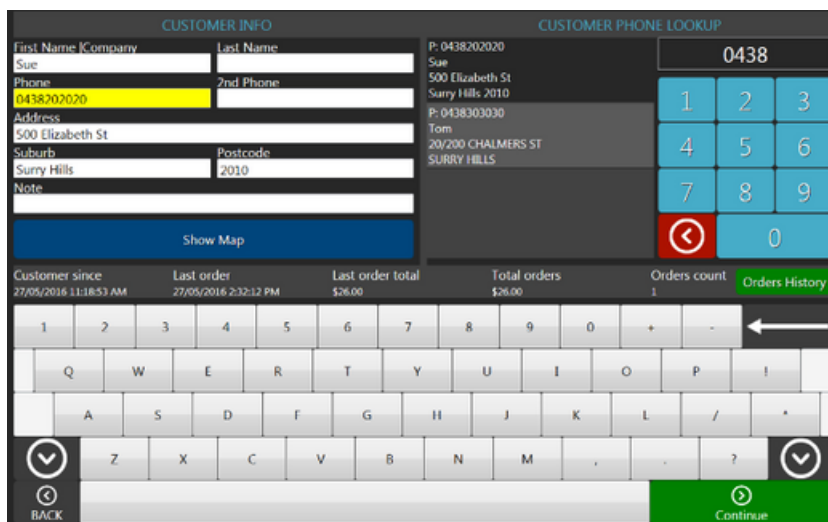 CUSTOMER INFO
CUSTOMER PHONE LOOKUP
First Name |Company
Last Name
Sue
Phone
2nd Phone
0438202020
Address
500 Elizabeth St
Suburb
Postcode
Surry Hills
2010
Note
Show Map
P: 0438202020
Sue
500 Elizabeth St
Surry Hills 2010
P: 0438303030
Tom
20/200 CHALMERS ST
SURRY HILLS
0438
1 2 3
4 5 6
7 8 9
0
Customer since
27/05/2016 11:18:53 AM
Last order
27/05/2016 2:32:12 PM
Last order total
$26.00
Total orders
$26.00
Orders count
1
Orders History
1 2 3 4 5 6 7 8 9 0 + -
Q W E R T Y U I O P !
A S D F G H J K L / *
Z X C V B N M , . ?
BACK
Continue